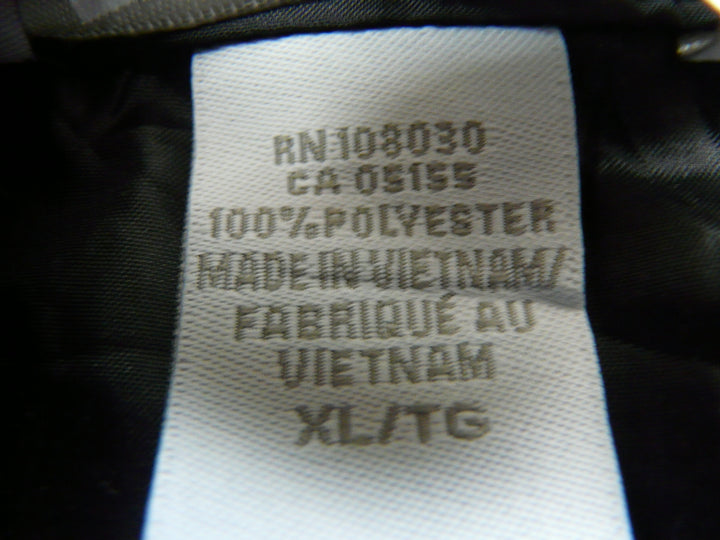 RN 108030
CA 05155
100% POLYESTER
MADE IN VIETNAM/
FABRIQUÉ AU
VIETNAM
XL/TG